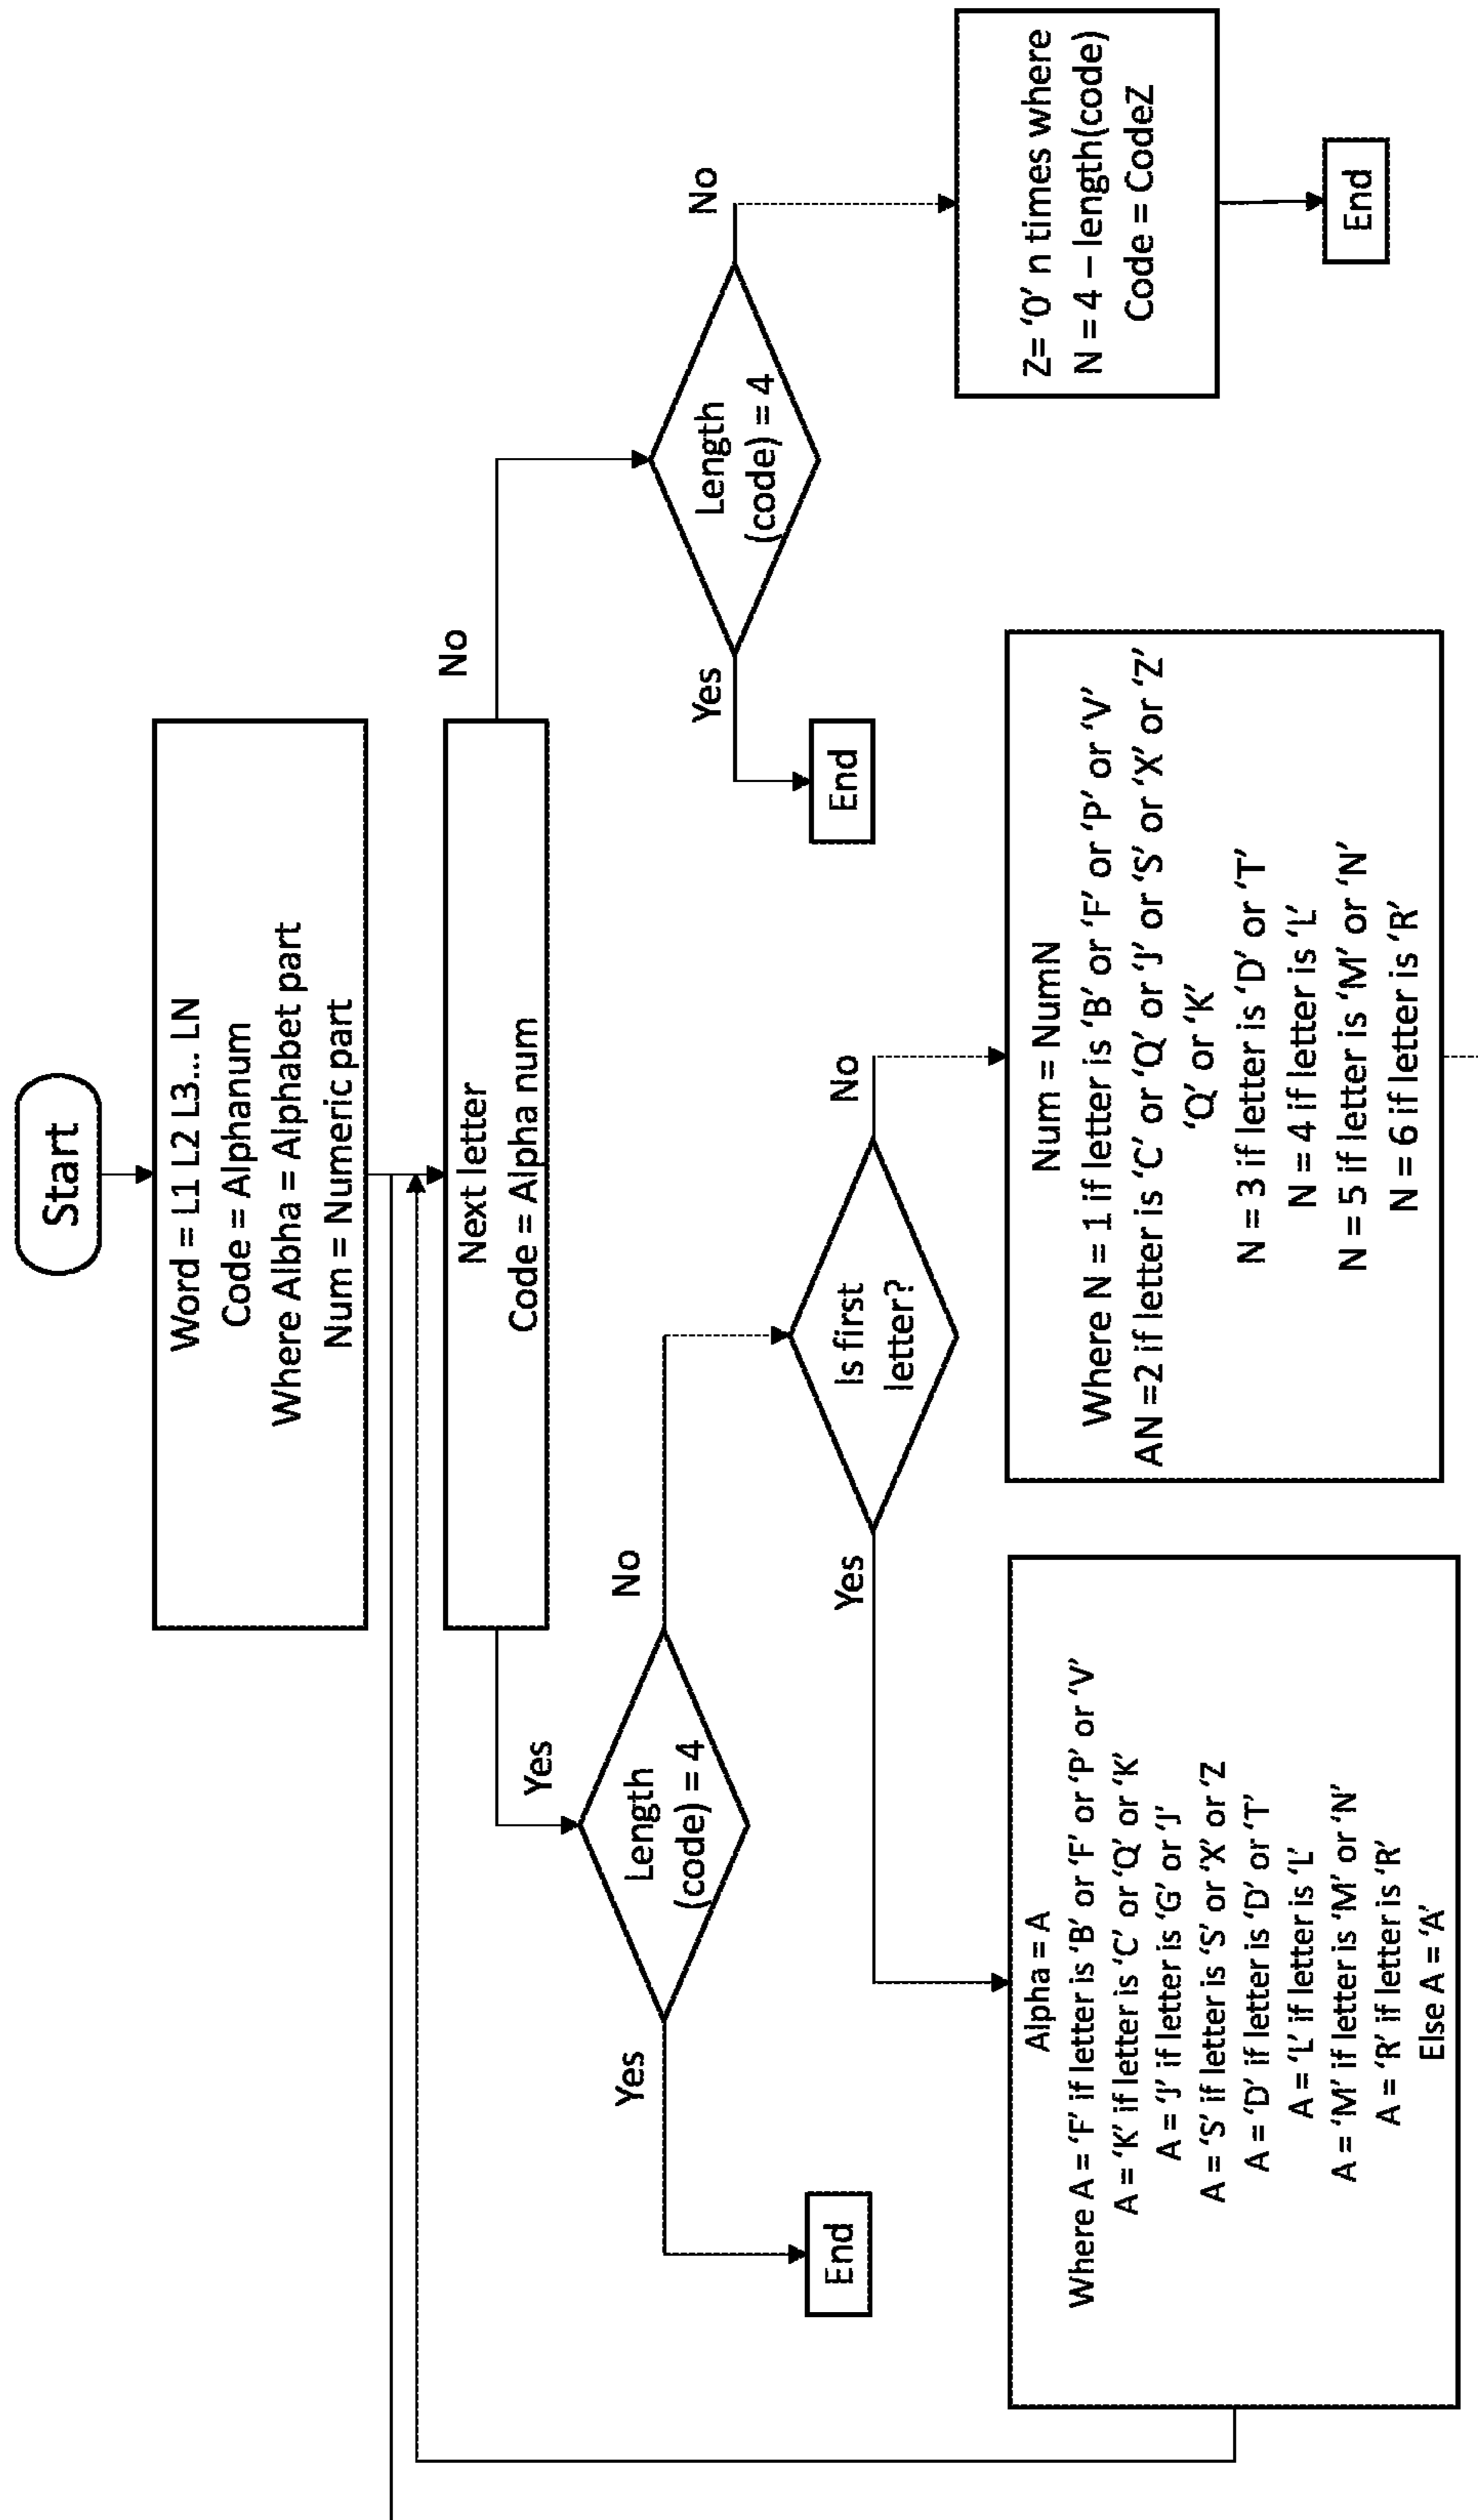 Start
Word = L1 L2 L3... LN
Code = Alphanum
Where Albha = Alphabet part
Num = Numeric part
Next letter
Code = Alpha num
Yes
No
Length
(code) = 4
Yes
No
End
Is first
letter?
Yes
No
Length
(code) = 4
Yes
No
End
Z= ‘0’ n times where
N = 4 – length(code)
Code = CodeZ
End
Alpha = A
Where A = ‘F’ if letter is ‘B’ or ‘F’ or ‘P’ or ‘V’
A = ‘K’ if letter is ‘C’ or ‘Q’ or ‘K’
A = ‘J’ if letter is ‘G’ or ‘J’
A = ‘S’ if letter is ‘S’ or ‘X’ or ‘Z
A = ‘D’ if letter is ‘D’ or ‘T’
A = ‘L’ if letter is ‘L’
A = ‘M’ if letter is ‘M’ or ‘N’
A = ‘R’ if letter is ‘R’
Else A = ‘A’
Num = NumN
Where N = 1 if letter is ‘B’ or ‘F’ or ‘P’ or ‘V’
AN =2 if letter is ‘C’ or ‘Q’ or ‘J’ or ‘S’ or ‘X’ or ‘Z’
‘Q’ or ‘K’
N = 3 if letter is ‘D’ or ‘T’
N = 4 if letter is ‘L’
N = 5 if letter is ‘M’ or ‘N’
N = 6 if letter is ‘R’